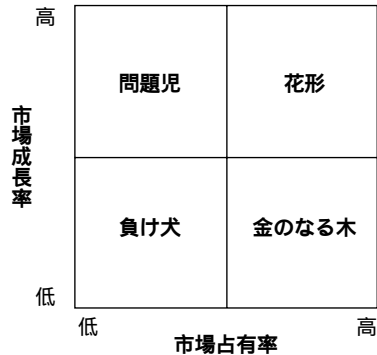 高
問題児
花形
市場成長率
負け犬
金のなる木
低
低
高
市場占有率